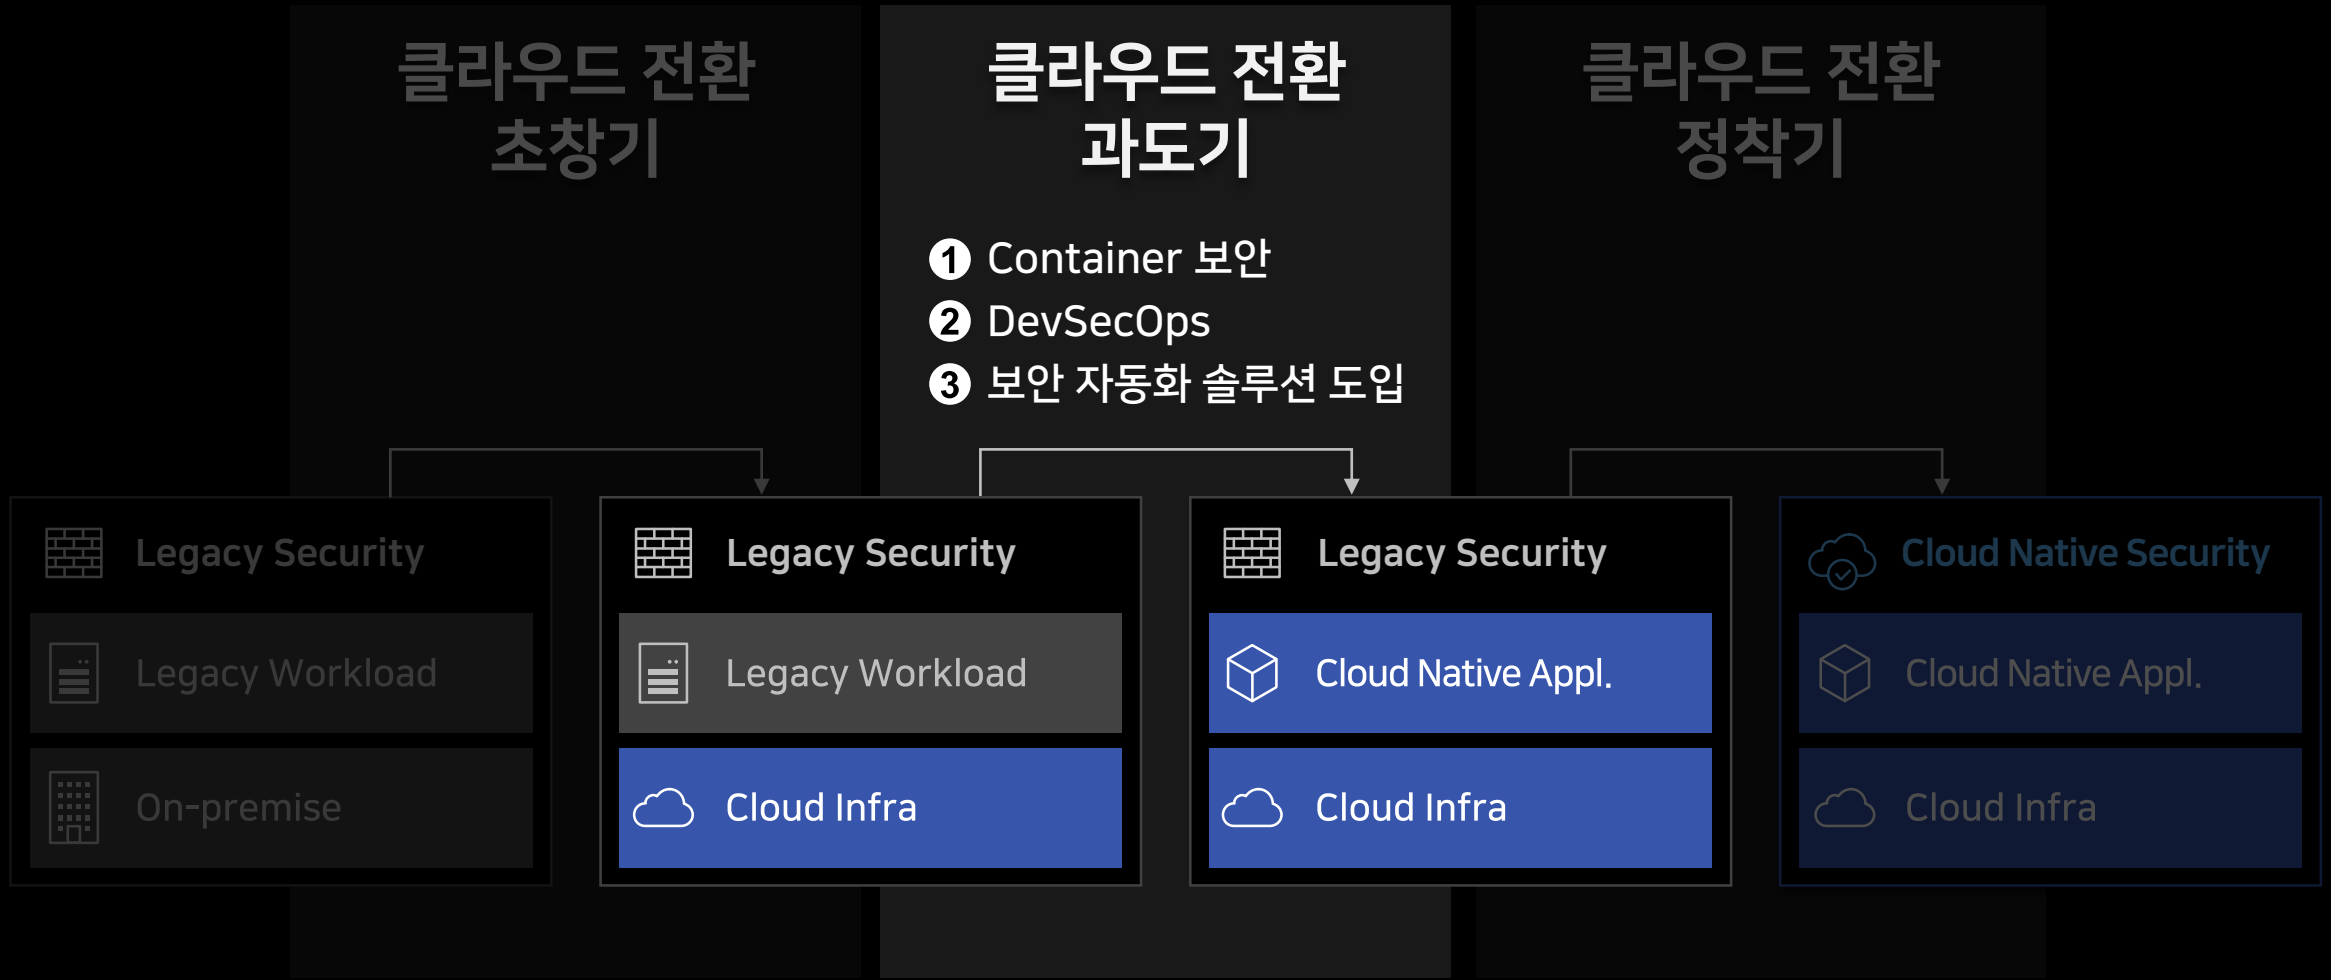 클라우드 전환
초창기
클라우드 전환
과도기
클라우드 전환
정착기
1 Container 보안
2 DevSecOps
3 보안 자동화 솔루션 도입
Legacy Security
Legacy Workload
On-premise
Legacy Security
Legacy Workload
Cloud Infra
Legacy Security
Cloud Native Appl.
Cloud Infra
Cloud Native Security
Cloud Native Appl.
Cloud Infra